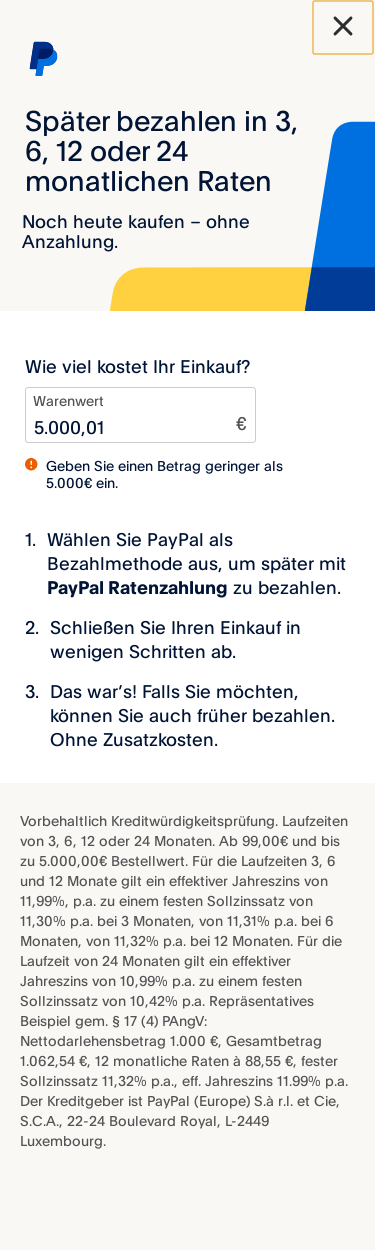 Später bezahlen in 3,
6, 12 oder 24
monatlichen Raten
Noch heute kaufen – ohne
Anzahlung.
Wie viel kostet Ihr Einkauf?
Warenwert
5.000,01 €
Geben Sie einen Betrag geringer als
5.000€ ein.
1. Wählen Sie PayPal als
Bezahlmethode aus, um später mit
PayPal Ratenzahlung zu bezahlen.
2. Schließen Sie Ihren Einkauf in
wenigen Schritten ab.
3. Das war’s! Falls Sie möchten,
können Sie auch früher bezahlen.
Ohne Zusatzkosten.
Vorbehaltlich Kreditwürdigkeitsprüfung. Laufzeiten
von 3, 6, 12 oder 24 Monaten. Ab 99,00€ und bis
zu 5.000,00€ Bestellwert. Für die Laufzeiten 3, 6
und 12 Monate gilt ein effektiver Jahreszins von
11,99%, p.a. zu einem festen Sollzinssatz von
11,30% p.a. bei 3 Monaten, von 11,31% p.a. bei 6
Monaten, von 11,32% p.a. bei 12 Monaten. Für die
Laufzeit von 24 Monaten gilt ein effektiver
Jahreszins von 10,99% p.a. zu einem festen
Sollzinssatz von 10,42% p.a. Repräsentatives
Beispiel gem. § 17 (4) PAngV:
Nettodarlehensbetrag 1.000 €, Gesamtbetrag
1.062,54 €, 12 monatliche Raten à 88,55 €, fester
Sollzinssatz 11,32% p.a., eff. Jahreszins 11.99% p.a.
Der Kreditgeber ist PayPal (Europe) S.à r.l. et Cie,
S.C.A., 22-24 Boulevard Royal, L-2449
Luxembourg.